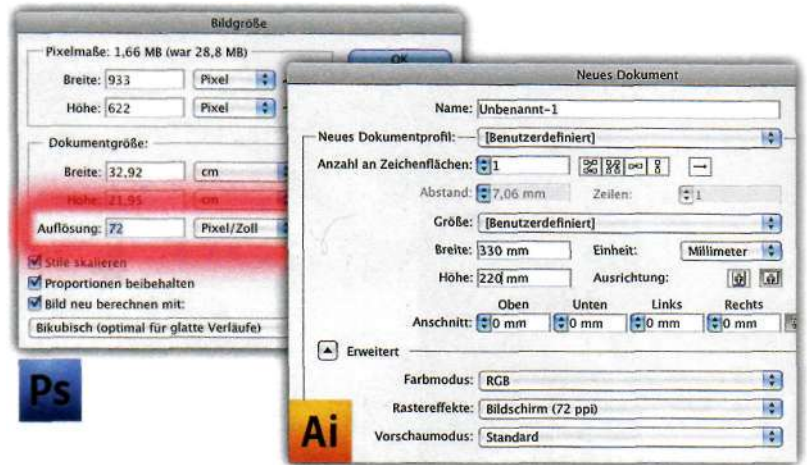 Bildgröße
Pixelmaße: 1,66 MB (war 28,8 MB)
OK
Breite: 933 Pixel
Höhe: 622 Pixel
Dokumentgröße:
Breite: 32,92 cm
Höhe: 21,95 cm
Auflösung: 72 Pixel/Zoll
Stile skalieren
Proportionen beibehalten
Bild neu berechnen mit:
Bikubisch (optimal für glatte Verläufe)
Ps
Neues Dokument
Name: Unbenannt-1
Neues Dokumentprofil: [Benutzerdefiniert]
Anzahl an Zeichenflächen: 1
Abstand: 7,06 mm Zeilen: 1
Größe: [Benutzerdefiniert]
Breite: 330 mm Einheit: Millimeter
Höhe: 220 mm Ausrichtung:
Oben Unten Links Rechts
Anschnitt: 0 mm 0 mm 0 mm 0 mm
Erweitert
Farbmodus: RGB
Rastereffekte: Bildschirm (72 ppi)
Vorschaumodus: Standard
Ai